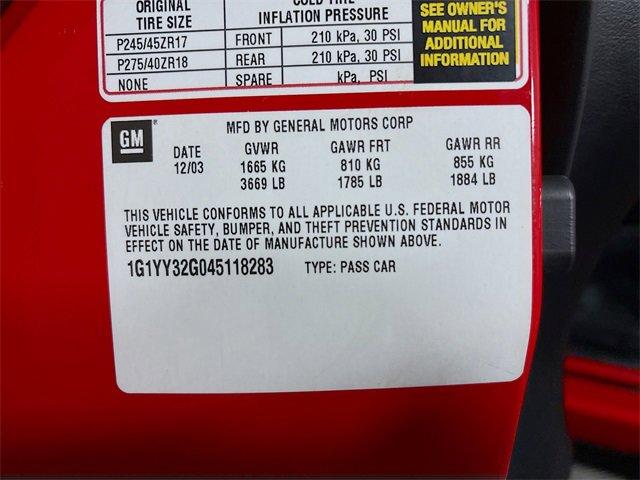 ORIGINAL TIRE SIZE COLD TIRE INFLATION PRESSURE
P245/45ZR17 FRONT 210 kPa, 30 PSI
P275/40ZR18 REAR 210 kPa, 30 PSI
NONE SPARE kPa, PSI
SEE OWNER'S
MANUAL FOR
ADDITIONAL
INFORMATION
GM®
MFD BY GENERAL MOTORS CORP
DATE GVWR GAWR FRT GAWR RR
12/03 1665 KG 810 KG 855 KG
3669 LB 1785 LB 1884 LB
THIS VEHICLE CONFORMS TO ALL APPLICABLE U.S. FEDERAL MOTOR
VEHICLE SAFETY, BUMPER, AND THEFT PREVENTION STANDARDS IN
EFFECT ON THE DATE OF MANUFACTURE SHOWN ABOVE.
1G1YY32G045118283 TYPE: PASS CAR